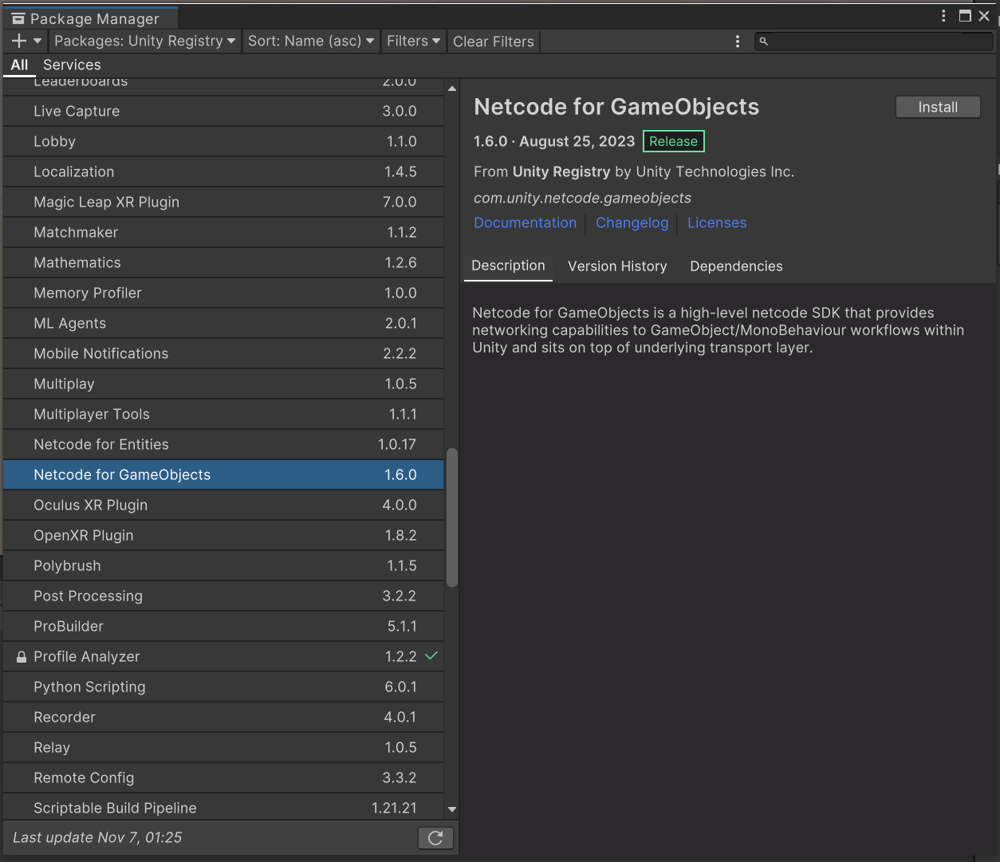 Package Manager
Packages: Unity Registry
Sort: Name (asc)
Filters
Clear Filters
All
Services
Leaderboards 2.0.0
Live Capture 3.0.0
Lobby 1.1.0
Localization 1.4.5
Magic Leap XR Plugin 7.0.0
Matchmaker 1.1.2
Mathematics 1.2.6
Memory Profiler 1.0.0
ML Agents 2.0.1
Mobile Notifications 2.2.2
Multiplay 1.0.5
Multiplayer Tools 1.1.1
Netcode for Entities 1.0.17
Netcode for GameObjects 1.6.0
Oculus XR Plugin 4.0.0
OpenXR Plugin 1.8.2
Polybrush 1.1.5
Post Processing 3.2.2
ProBuilder 5.1.1
Profile Analyzer 1.2.2
Python Scripting 6.0.1
Recorder 4.0.1
Relay 1.0.5
Remote Config 3.3.2
Scriptable Build Pipeline 1.21.21
Last update Nov 7, 01:25
Netcode for GameObjects
Install
1.6.0 · August 25, 2023 Release
From Unity Registry by Unity Technologies Inc.
com.unity.netcode.gameobjects
Documentation
Changelog
Licenses
Description
Version History
Dependencies
Netcode for GameObjects is a high-level netcode SDK that provides
networking capabilities to GameObject/MonoBehaviour workflows within
Unity and sits on top of underlying transport layer.